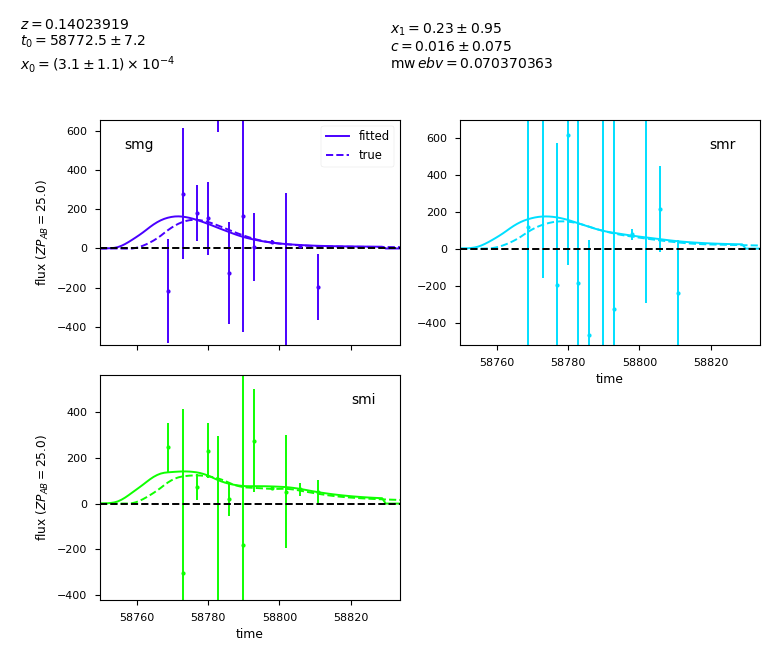 z = 0.14023919
t₀ = 58772.5 ± 7.2
x₀ = (3.1 ± 1.1) × 10⁻⁴
x₁ = 0.23 ± 0.95
c = 0.016 ± 0.075
mw ebv = 0.070370363
smg
fitted
true
600
400
200
0
−200
−400
flux (ZP_AB = 25.0)
smr
600
400
200
0
−200
−400
58760 58780 58800 58820
time
smi
400
200
0
−200
−400
flux (ZP_AB = 25.0)
58760 58780 58800 58820
time